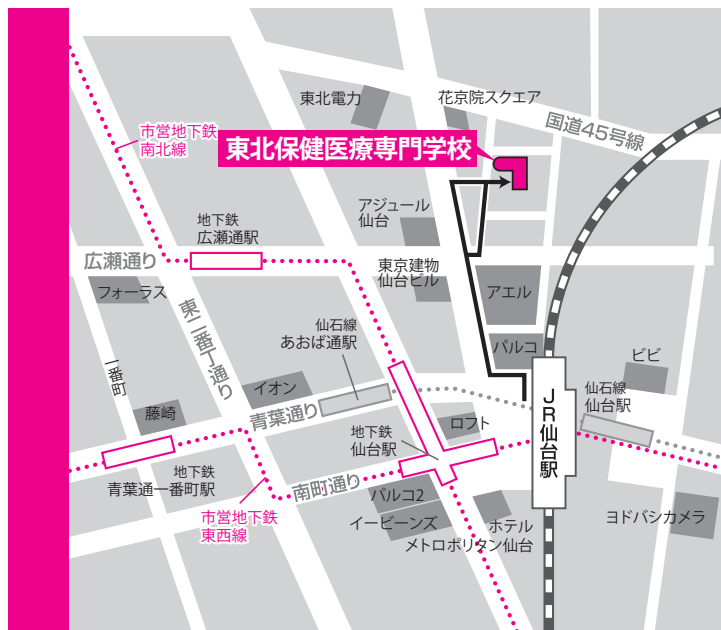 東北電力
花京院スクエア
国道45号線
市営地下鉄
南北線
東北保健医療専門学校
アジュール
仙台
地下鉄
広瀬通駅
広瀬通り
フォーラス
東京建物
仙台ビル
アエル
東二番丁通り
仙石線
あおば通駅
パルコ
ビビ
一番町
イオン
仙石線
仙台駅
JR仙台駅
藤崎
青葉通り
ロフト
地下鉄
仙台駅
地下鉄
青葉通一番町駅
南町通り
パルコ2
イービーンズ
市営地下鉄
東西線
ホテル
メトロポリタン仙台
ヨドバシカメラ